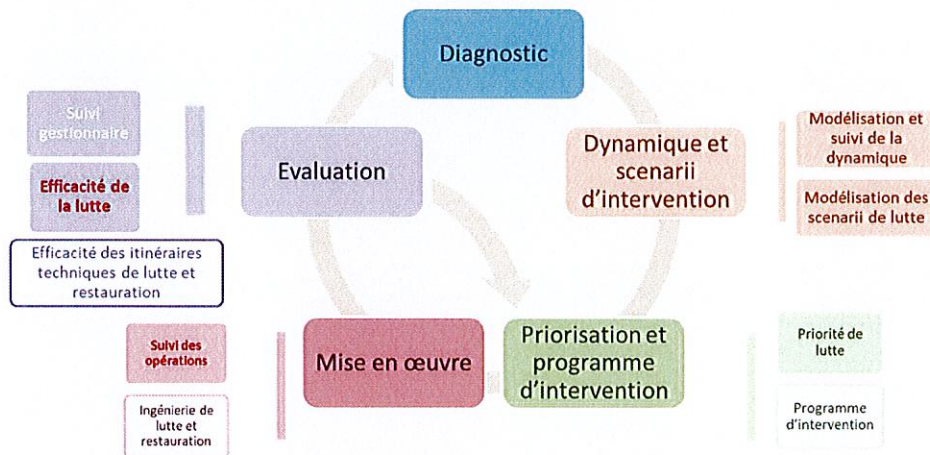 Diagnostic
Suivi
gestionnaire
Efficacité de
la lutte
Efficacité des itinéraires
techniques de lutte et
restauration
Evaluation
Dynamique et
scenarii
d'intervention
Modélisation et
suivi de la
dynamique
Modélisation des
scenarii de lutte
Suivi des
opérations
Ingénierie de
lutte et
restauration
Mise en œuvre
Priorisation et
programme
d'intervention
Priorité de
lutte
Programme
d'intervention